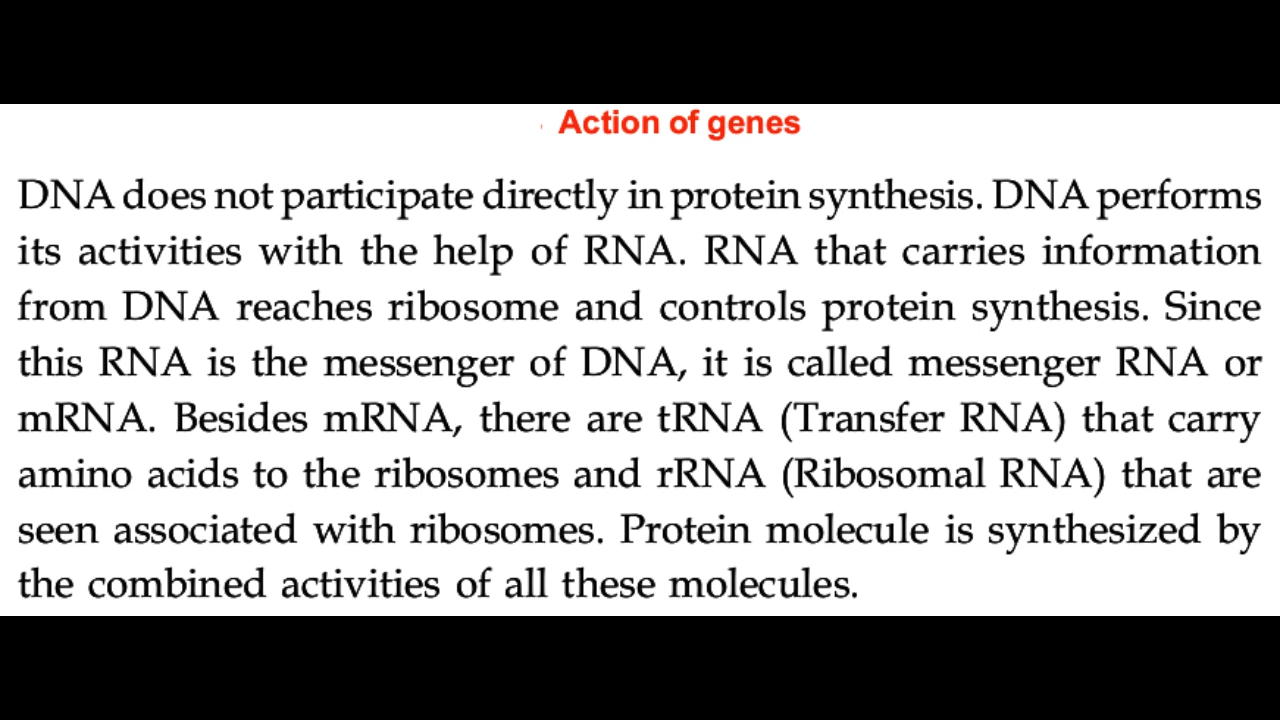 Action of genes
DNA does not participate directly in protein synthesis. DNA performs
its activities with the help of RNA. RNA that carries information
from DNA reaches ribosome and controls protein synthesis. Since
this RNA is the messenger of DNA, it is called messenger RNA or
mRNA. Besides mRNA, there are tRNA (Transfer RNA) that carry
amino acids to the ribosomes and rRNA (Ribosomal RNA) that are
seen associated with ribosomes. Protein molecule is synthesized by
the combined activities of all these molecules.